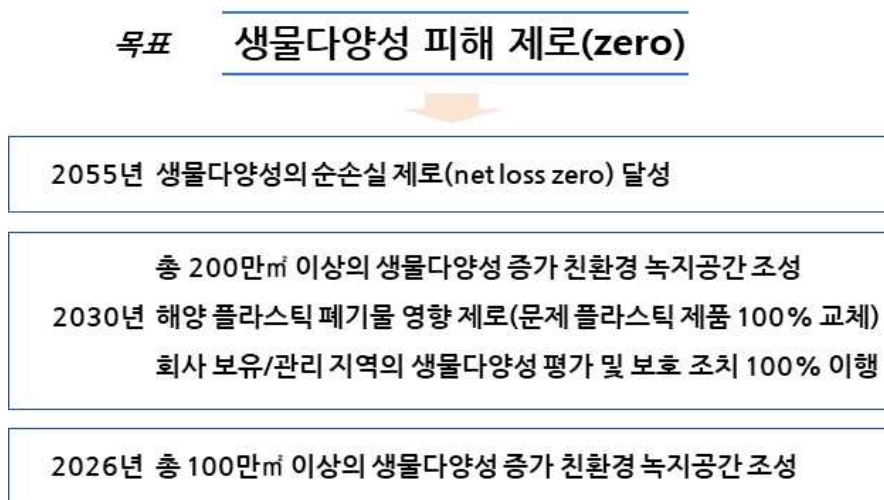 목표 생물다양성 피해 제로(zero)
2055년 생물다양성의 순손실 제로(net loss zero) 달성
총 200만㎡ 이상의 생물다양성 증가 친환경 녹지공간 조성
2030년 해양 플라스틱 폐기물 영향 제로(문제 플라스틱 제품 100% 교체)
회사 보유/관리 지역의 생물다양성 평가 및 보호 조치 100% 이행
2026년 총 100만㎡ 이상의 생물다양성 증가 친환경 녹지공간 조성